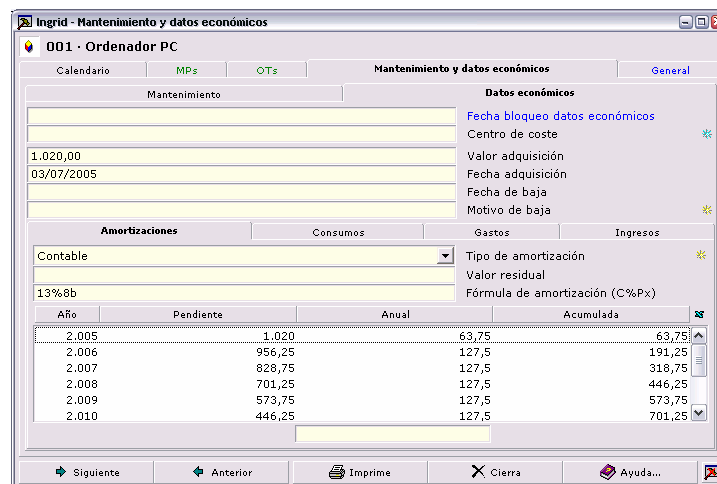 Ingrid - Mantenimiento y datos económicos
001 · Ordenador PC
Calendario MPs OTs Mantenimiento y datos económicos General
Mantenimiento Datos económicos
Fecha bloqueo datos económicos
Centro de coste
1.020,00 Valor adquisición
03/07/2005 Fecha adquisición
Fecha de baja
Motivo de baja
Amortizaciones Consumos Gastos Ingresos
Contable Tipo de amortización
Valor residual
13%8b Fórmula de amortización (C%Px)
Año Pendiente Anual Acumulada
2.005 1.020 63,75 63,75
2.006 956,25 127,5 191,25
2.007 828,75 127,5 318,75
2.008 701,25 127,5 446,25
2.009 573,75 127,5 573,75
2.010 446,25 127,5 701,25
Siguiente Anterior Imprime Cierra Ayuda...